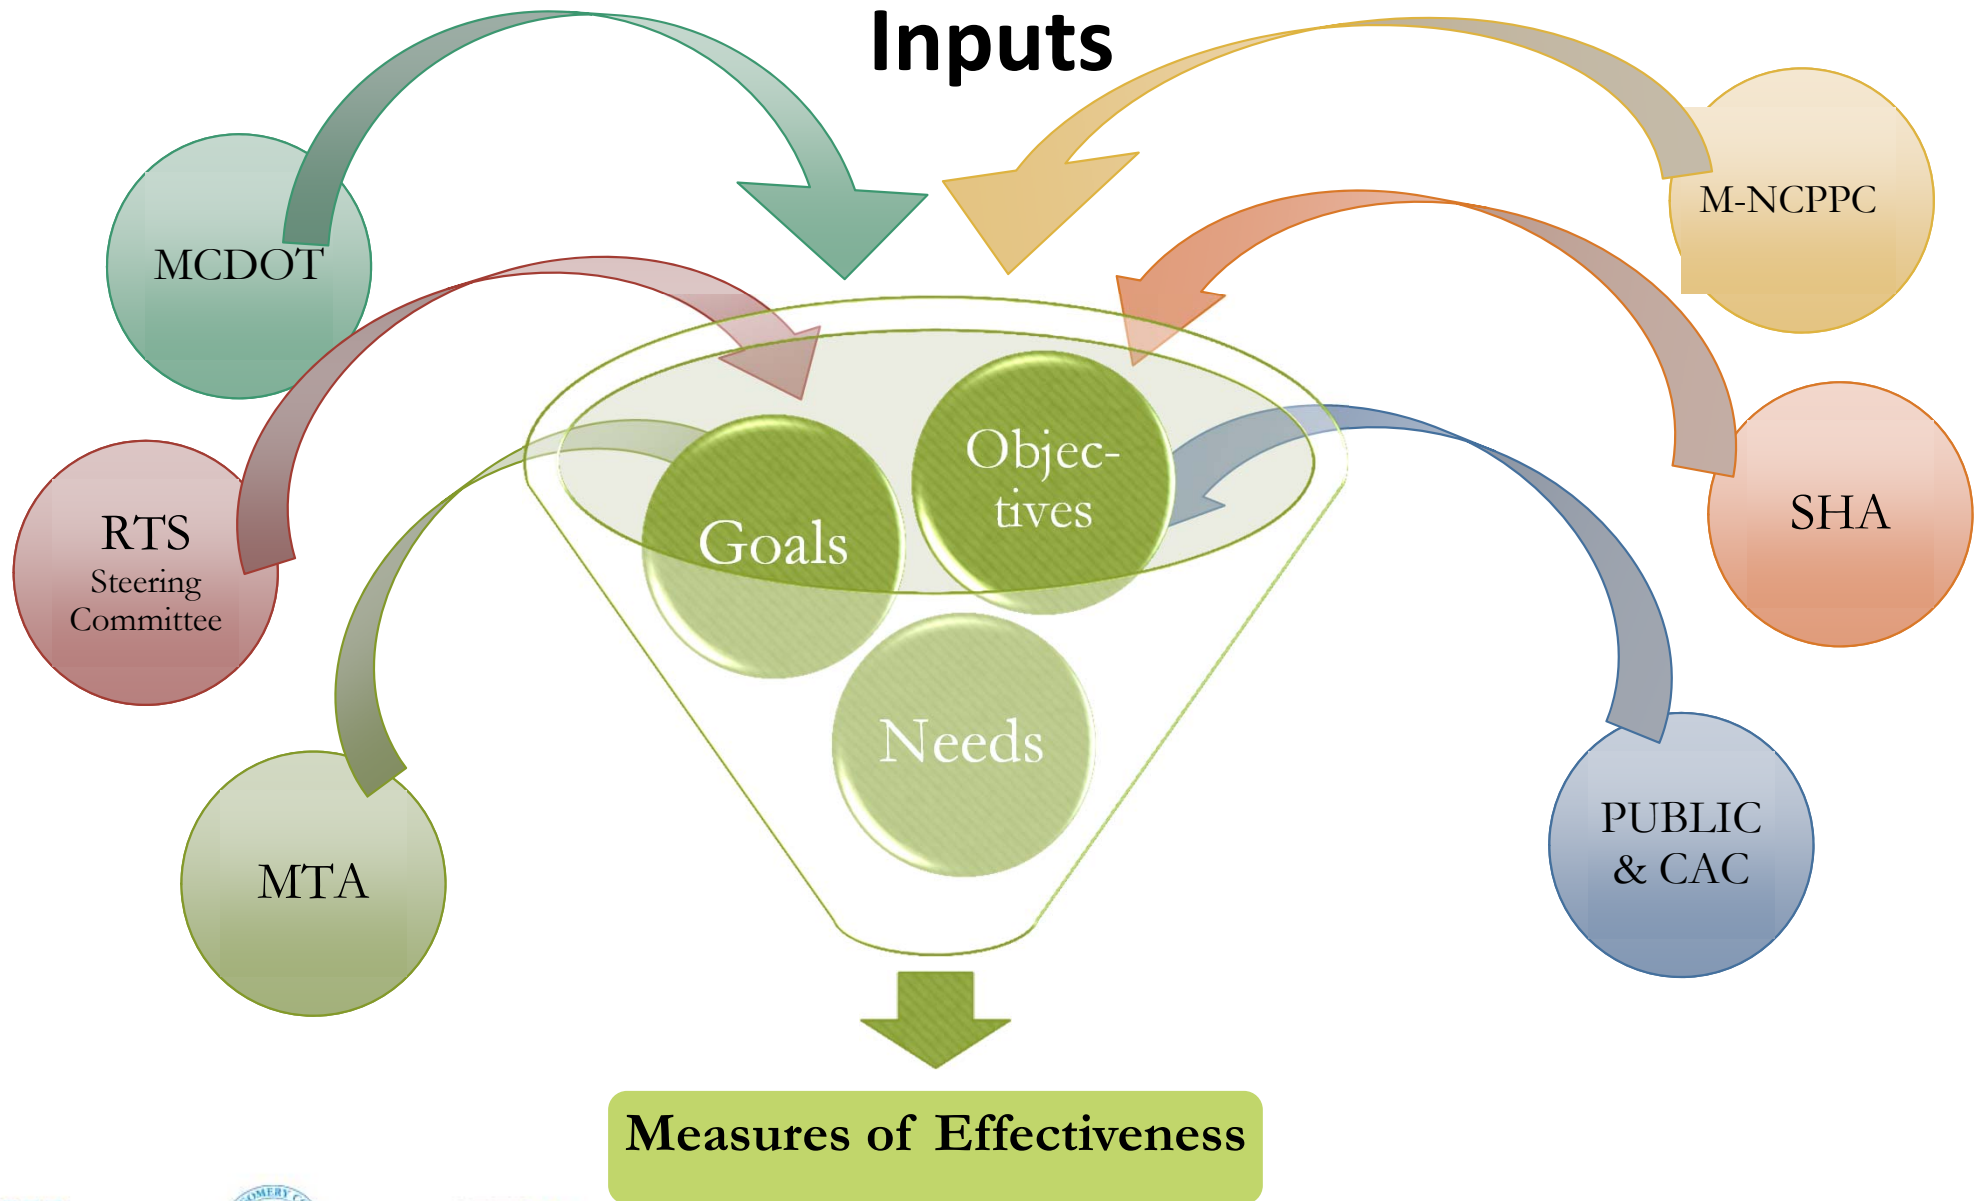 Inputs
MCDOT
M-NCPPC
RTS
Steering
Committee
SHA
Objec-
tives
Goals
Needs
MTA
PUBLIC
& CAC
Measures of Effectiveness